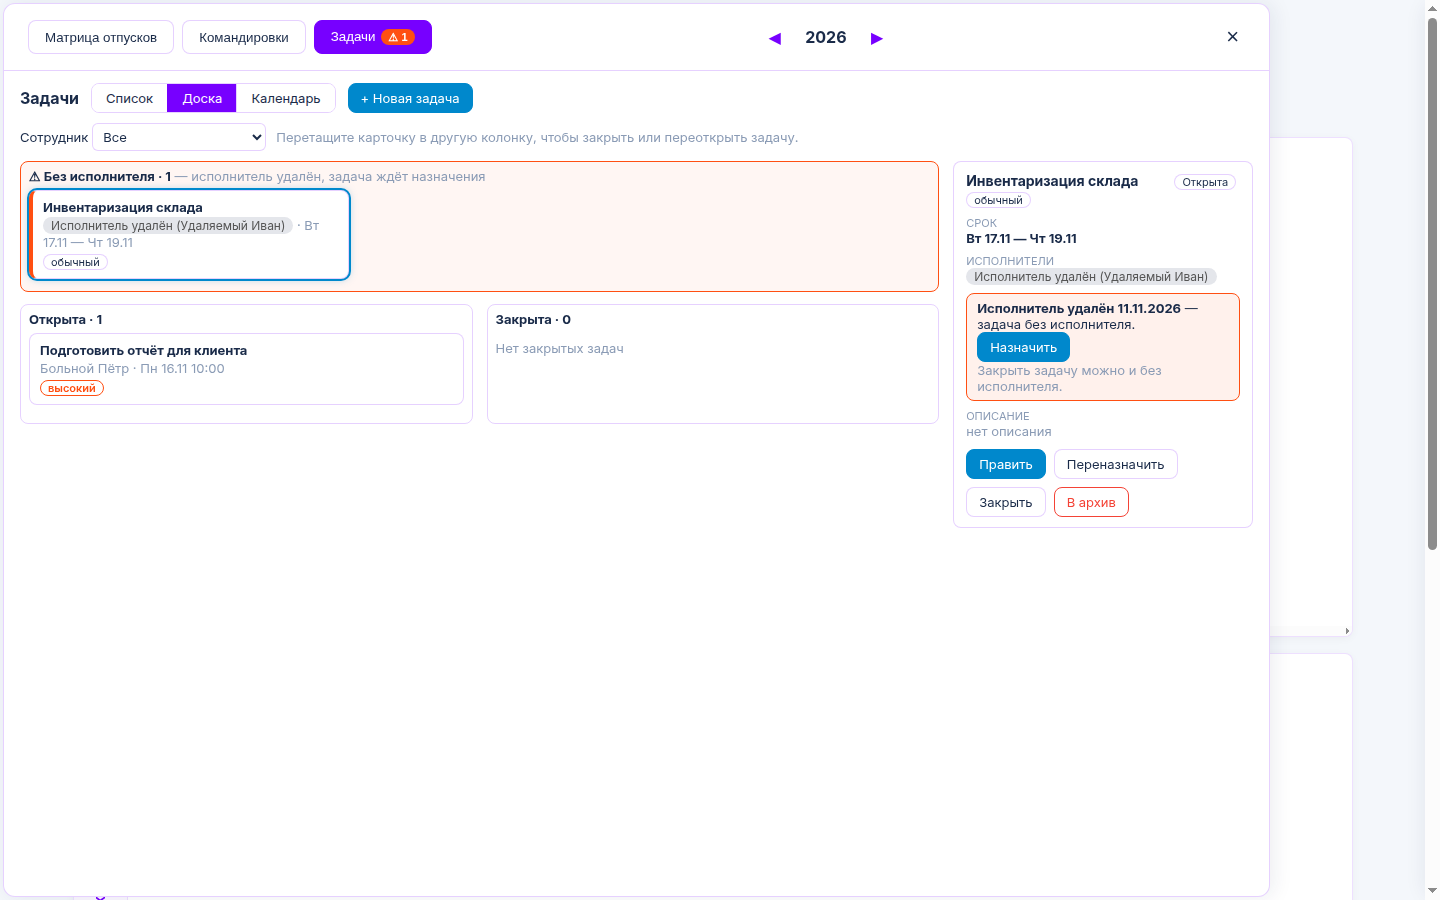 Матрица отпусков
Командировки
Задачи ⚠ 1
◀ 2026 ▶
×
Задачи
Список
Доска
Календарь
+ Новая задача
Сотрудник
Все
Перетащите карточку в другую колонку, чтобы закрыть или переоткрыть задачу.
⚠ Без исполнителя · 1 — исполнитель удалён, задача ждёт назначения
Инвентаризация склада
Исполнитель удалён (Удаляемый Иван) · Вт
17.11 — Чт 19.11
обычный
Открыта · 1
Подготовить отчёт для клиента
Больной Пётр · Пн 16.11 10:00
высокий
Закрыта · 0
Нет закрытых задач
Инвентаризация склада
Открыта
обычный
СРОК
Вт 17.11 — Чт 19.11
ИСПОЛНИТЕЛИ
Исполнитель удалён (Удаляемый Иван)
Исполнитель удалён 11.11.2026 —
задача без исполнителя.
Назначить
Закрыть задачу можно и без
исполнителя.
ОПИСАНИЕ
нет описания
Править
Переназначить
Закрыть
В архив